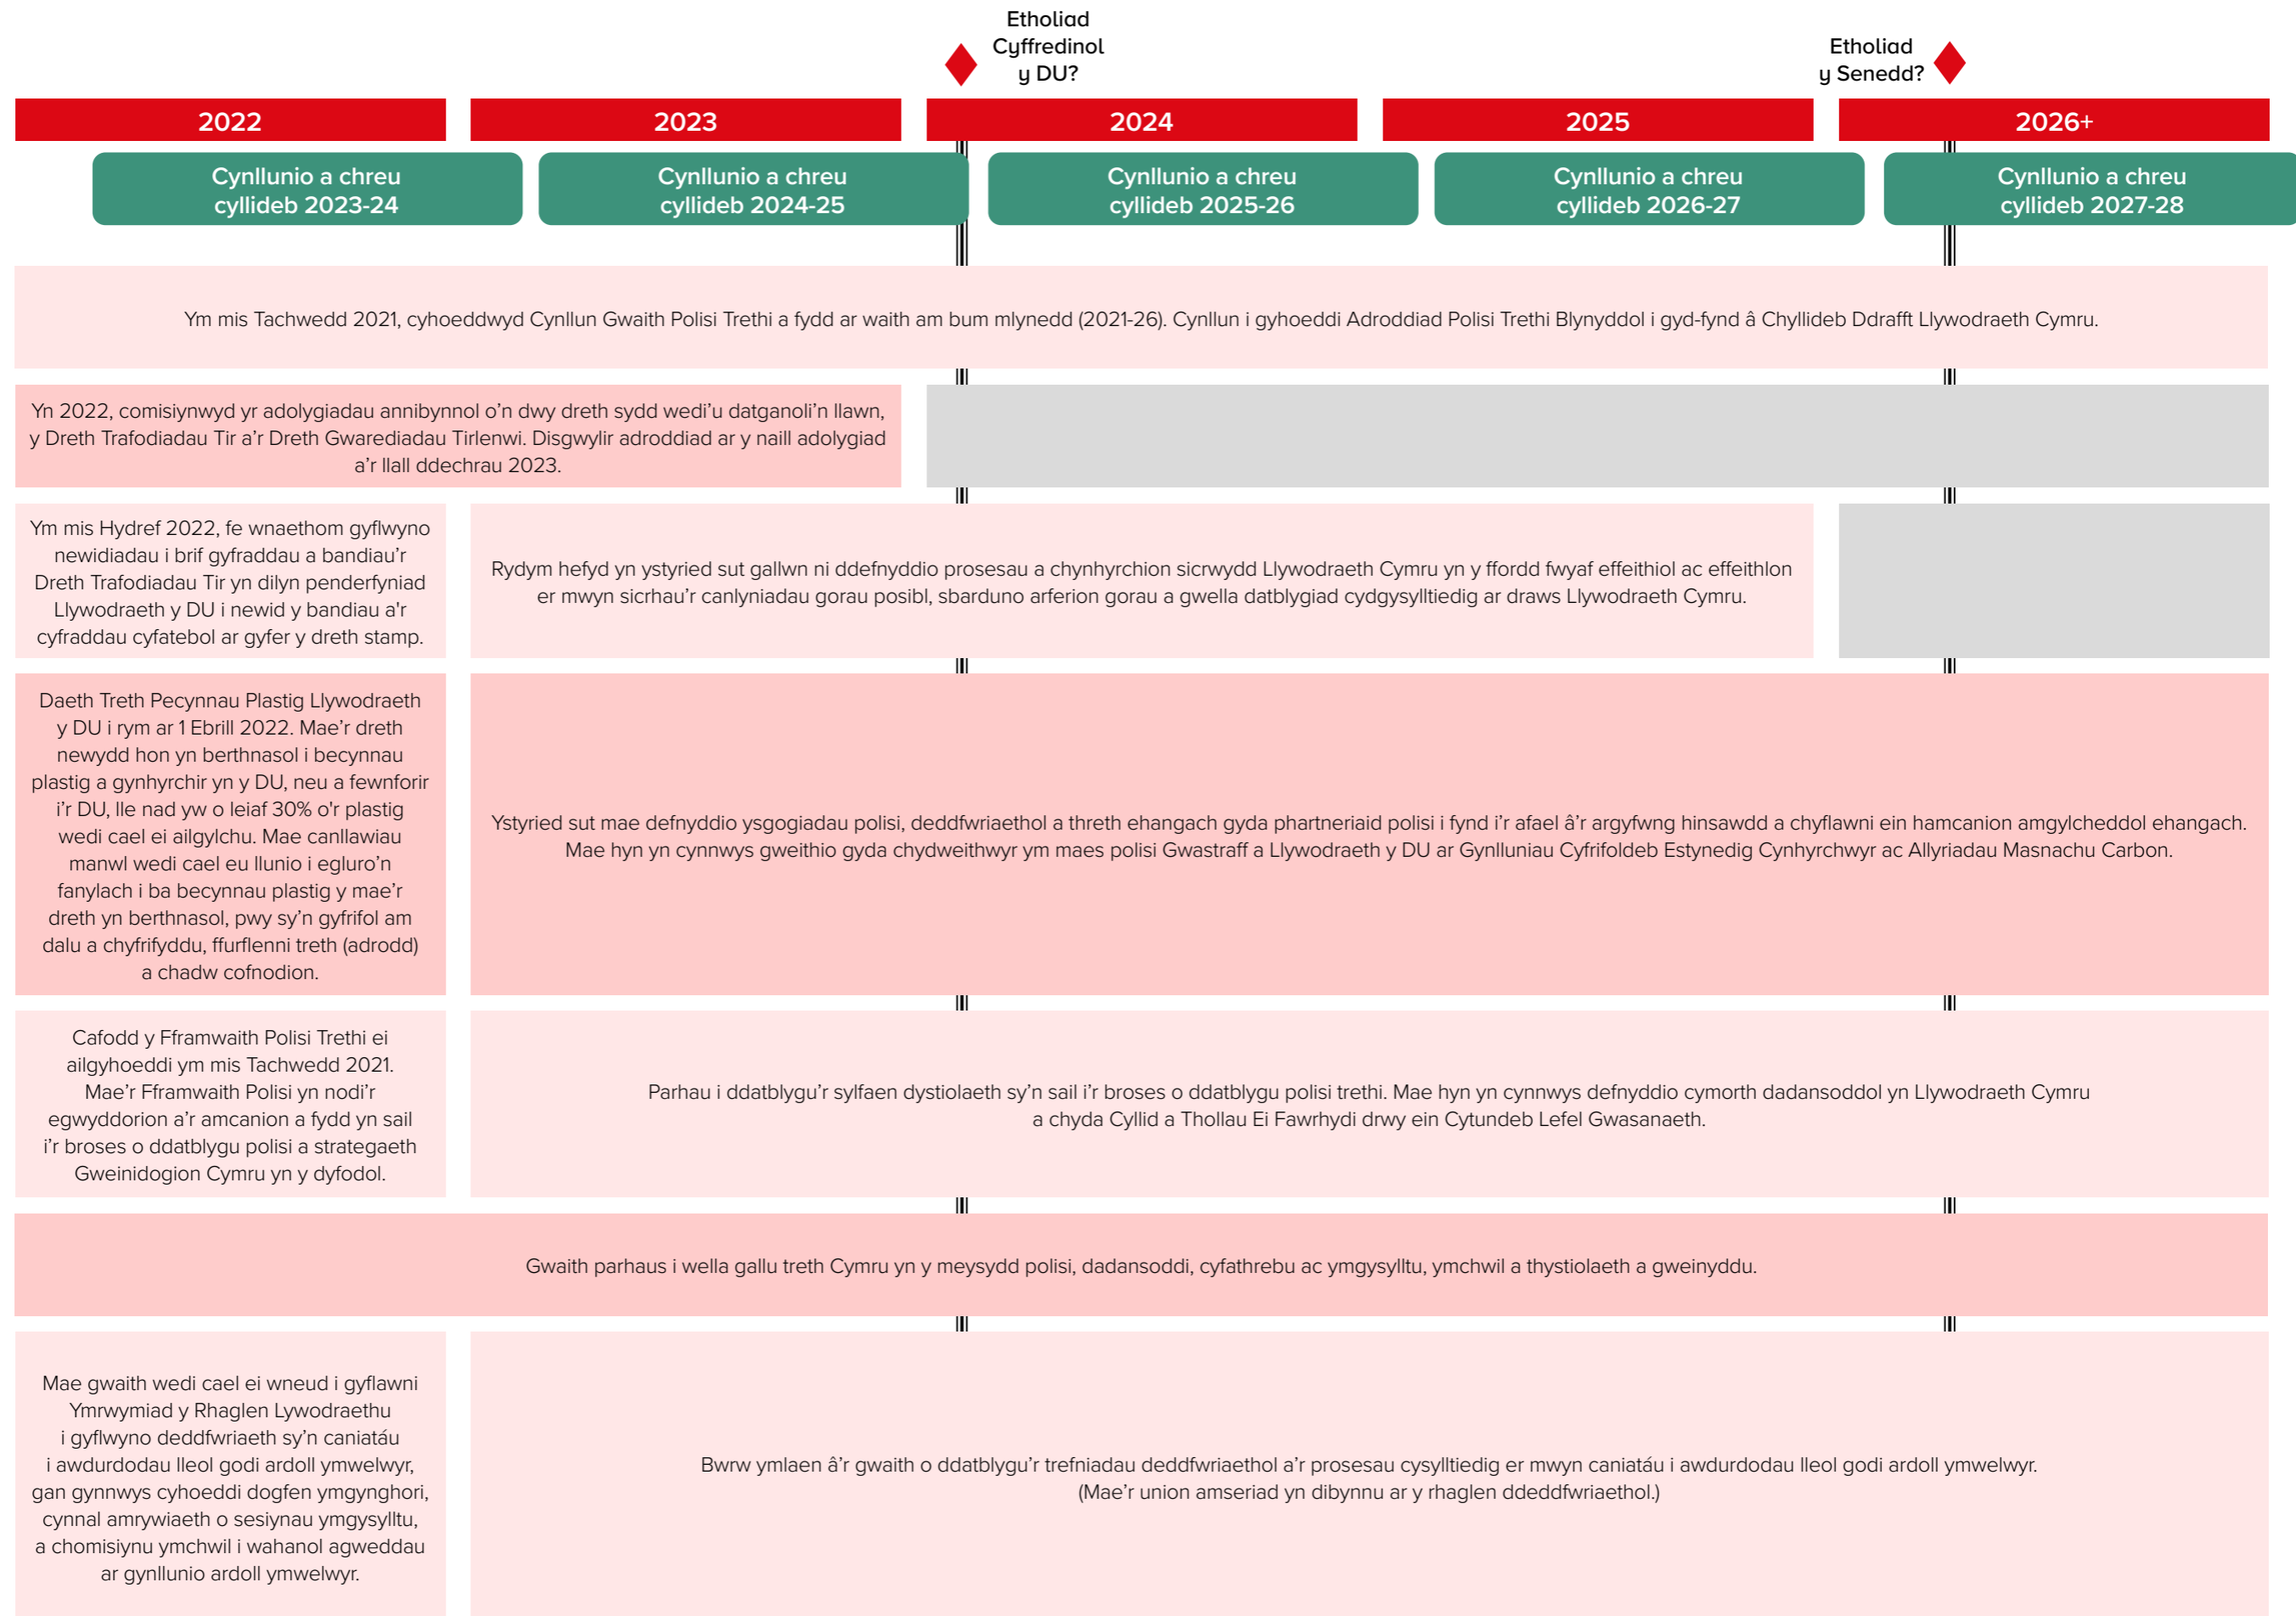 Etholiad
Cyffredinol
y DU?
Etholiad
y Senedd?
2022
2023
2024
2025
2026+
Cynllunio a chreu
cyllideb 2023-24
Cynllunio a chreu
cyllideb 2024-25
Cynllunio a chreu
cyllideb 2025-26
Cynllunio a chreu
cyllideb 2026-27
Cynllunio a chreu
cyllideb 2027-28
Ym mis Tachwedd 2021, cyhoeddwyd Cynllun Gwaith Polisi Trethi a fydd ar waith am bum mlynedd (2021-26). Cynllun i gyhoeddi Adroddiad Polisi Trethi Blynyddol i gyd-fynd â Chyllideb Ddrafft Llywodraeth Cymru.
Yn 2022, comisiynwyd yr adolygiadau annibynnol o’n dwy dreth sydd wedi’u datganoli’n llawn,
y Dreth Trafodiadau Tir a’r Dreth Gwarediadau Tirlenwi. Disgwylir adroddiad ar y naill adolygiad
a’r llall ddechrau 2023.
Ym mis Hydref 2022, fe wnaethom gyflwyno
newidiadau i brif gyfraddau a bandiau’r
Dreth Trafodiadau Tir yn dilyn penderfyniad
Llywodraeth y DU i newid y bandiau a'r
cyfraddau cyfatebol ar gyfer y dreth stamp.
Rydym hefyd yn ystyried sut gallwn ni ddefnyddio prosesau a chynhyrchion sicrwydd Llywodraeth Cymru yn y ffordd fwyaf effeithiol ac effeithlon
er mwyn sicrhau’r canlyniadau gorau posibl, sbarduno arferion gorau a gwella datblygiad cydgysylltiedig ar draws Llywodraeth Cymru.
Daeth Treth Pecynnau Plastig Llywodraeth
y DU i rym ar 1 Ebrill 2022. Mae’r dreth
newydd hon yn berthnasol i becynnau
plastig a gynhyrchir yn y DU, neu a fewnforir
i’r DU, lle nad yw o leiaf 30% o'r plastig
wedi cael ei ailgylchu. Mae canllawiau
manwl wedi cael eu llunio i egluro’n
fanylach i ba becynnau plastig y mae’r
dreth yn berthnasol, pwy sy’n gyfrifol am
dalu a chyfrifyddu, ffurflenni treth (adrodd)
a chadw cofnodion.
Ystyried sut mae defnyddio ysgogiadau polisi, deddfwriaethol a threth ehangach gyda phartneriaid polisi i fynd i’r afael â’r argyfwng hinsawdd a chyflawni ein hamcanion amgylcheddol ehangach.
Mae hyn yn cynnwys gweithio gyda chydweithwyr ym maes polisi Gwastraff a Llywodraeth y DU ar Gynlluniau Cyfrifoldeb Estynedig Cynhyrchwyr ac Allyriadau Masnachu Carbon.
Cafodd y Fframwaith Polisi Trethi ei
ailgyhoeddi ym mis Tachwedd 2021.
Mae’r Fframwaith Polisi yn nodi’r
egwyddorion a’r amcanion a fydd yn sail
i’r broses o ddatblygu polisi a strategaeth
Gweinidogion Cymru yn y dyfodol.
Parhau i ddatblygu’r sylfaen dystiolaeth sy’n sail i’r broses o ddatblygu polisi trethi. Mae hyn yn cynnwys defnyddio cymorth dadansoddol yn Llywodraeth Cymru
a chyda Cyllid a Thollau Ei Fawrhydi drwy ein Cytundeb Lefel Gwasanaeth.
Gwaith parhaus i wella gallu treth Cymru yn y meysydd polisi, dadansoddi, cyfathrebu ac ymgysylltu, ymchwil a thystiolaeth a gweinyddu.
Mae gwaith wedi cael ei wneud i gyflawni
Ymrwymiad y Rhaglen Lywodraethu
i gyflwyno deddfwriaeth sy’n caniatáu
i awdurdodau lleol godi ardoll ymwelwyr,
gan gynnwys cyhoeddi dogfen ymgynghori,
cynnal amrywiaeth o sesiynau ymgysylltu,
a chomisiynu ymchwil i wahanol agweddau
ar gynllunio ardoll ymwelwyr.
Bwrw ymlaen â’r gwaith o ddatblygu’r trefniadau deddfwriaethol a’r prosesau cysylltiedig er mwyn caniatáu i awdurdodau lleol godi ardoll ymwelwyr.
(Mae’r union amseriad yn dibynnu ar y rhaglen ddeddfwriaethol.)